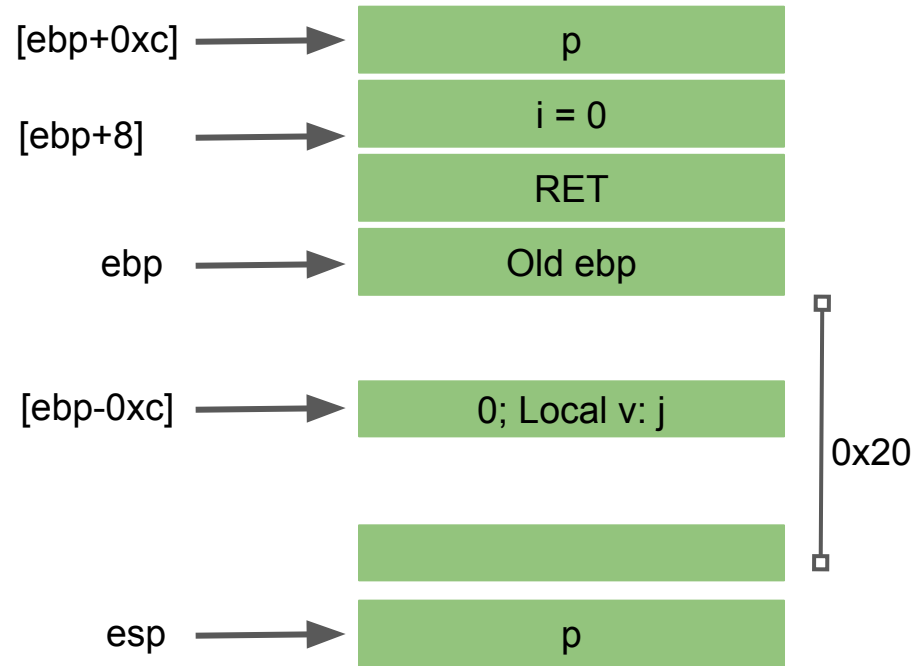 [ebp+0xc]
p
i = 0
[ebp+8]
RET
ebp
Old ebp
[ebp-0xc]
0; Local v: j
0x20
esp
p